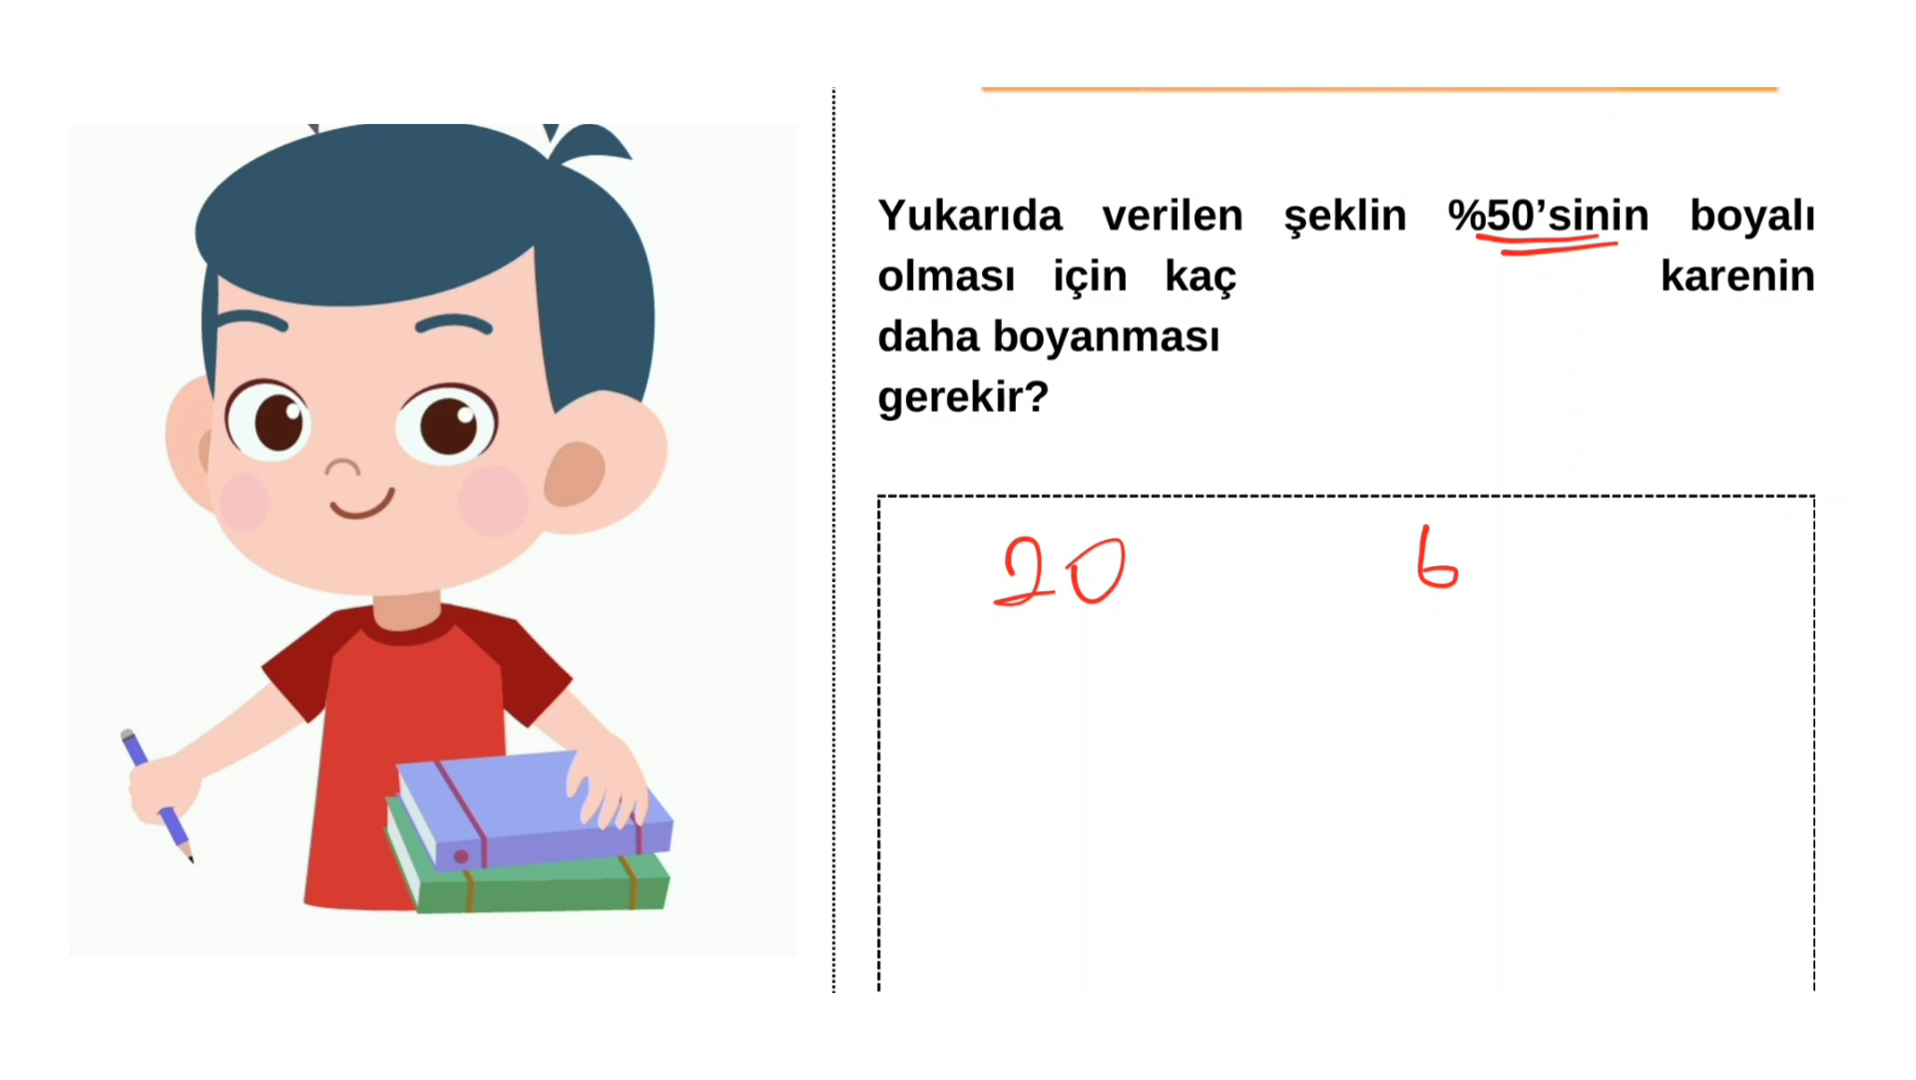 Yukarıda verilen şeklin %50’sinin boyalı
olması için kaç karenin
daha boyanması
gerekir?
20 6